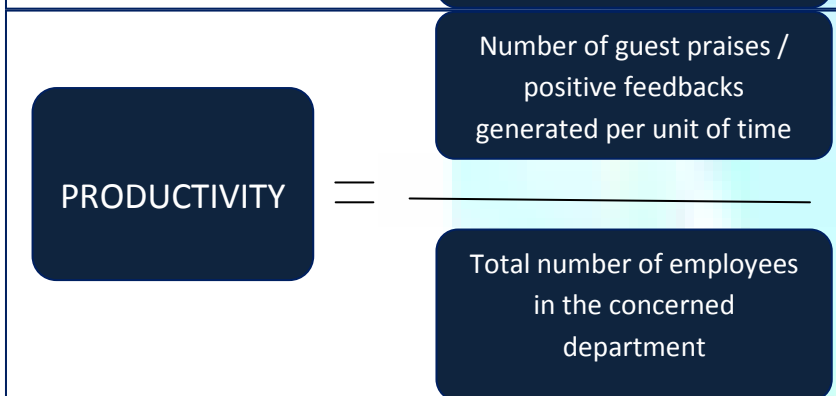 Number of guest praises /
positive feedbacks
generated per unit of time
PRODUCTIVITY =
Total number of employees
in the concerned
department